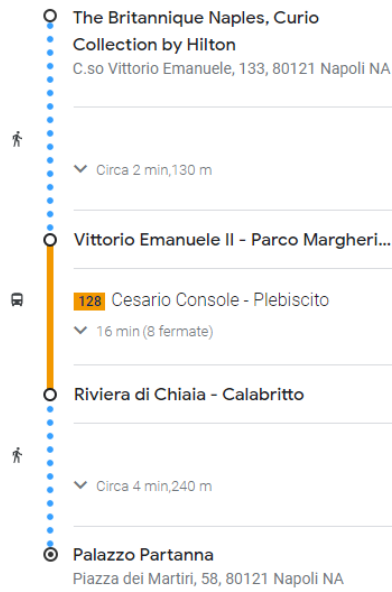 The Britannique Naples, Curio
Collection by Hilton
C.so Vittorio Emanuele, 133, 80121 Napoli NA
Circa 2 min,130 m
Vittorio Emanuele II - Parco Margheri...
128 Cesario Console - Plebiscito
16 min (8 fermate)
Riviera di Chiaia - Calabritto
Circa 4 min,240 m
Palazzo Partanna
Piazza dei Martiri, 58, 80121 Napoli NA